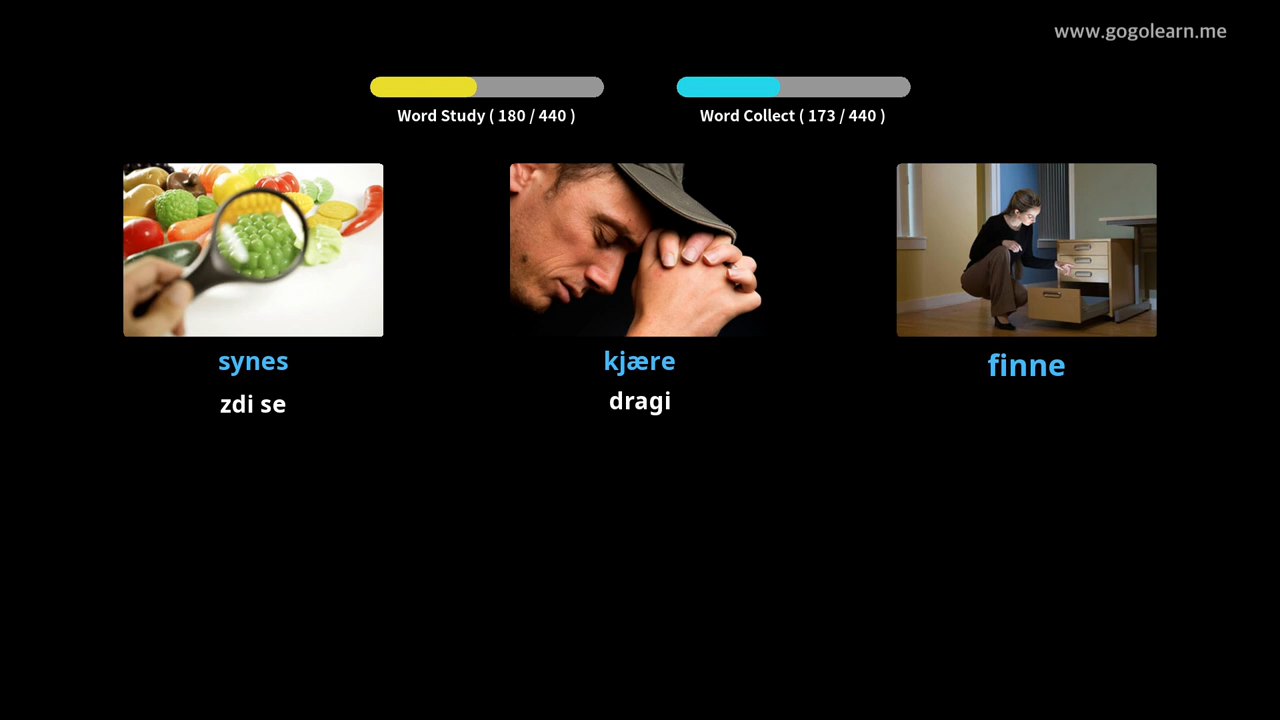 www.gogolearn.me
Word Study ( 180 / 440 )
Word Collect ( 173 / 440 )
synes
kjære
finne
zdi se
dragi